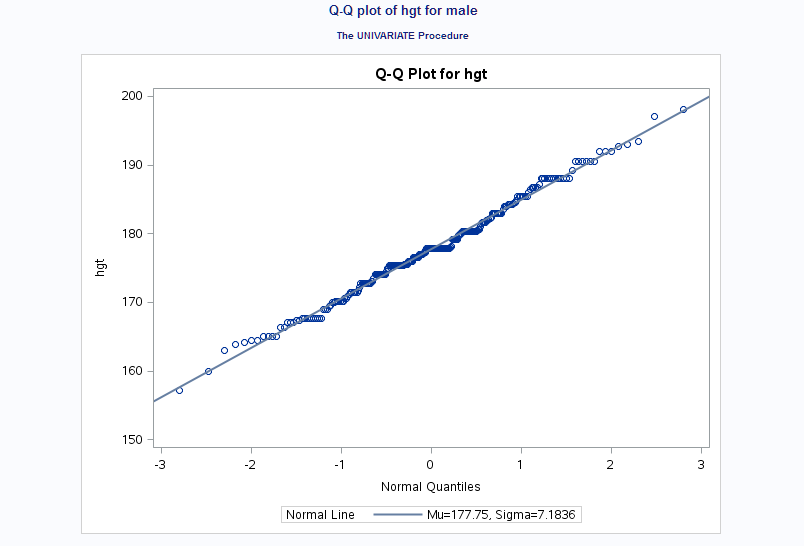 Q-Q plot of hgt for male
The UNIVARIATE Procedure
Q-Q Plot for hgt
200
190
180
170
160
150
hgt
-3 -2 -1 0 1 2 3
Normal Quantiles
Normal Line Mu=177.75, Sigma=7.1836